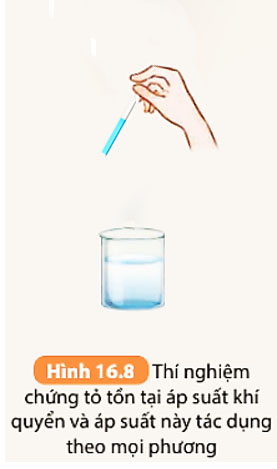 Hình 16.8 Thí nghiệm
chứng tỏ tồn tại áp suất khí
quyển và áp suất này tác dụng
theo mọi phương